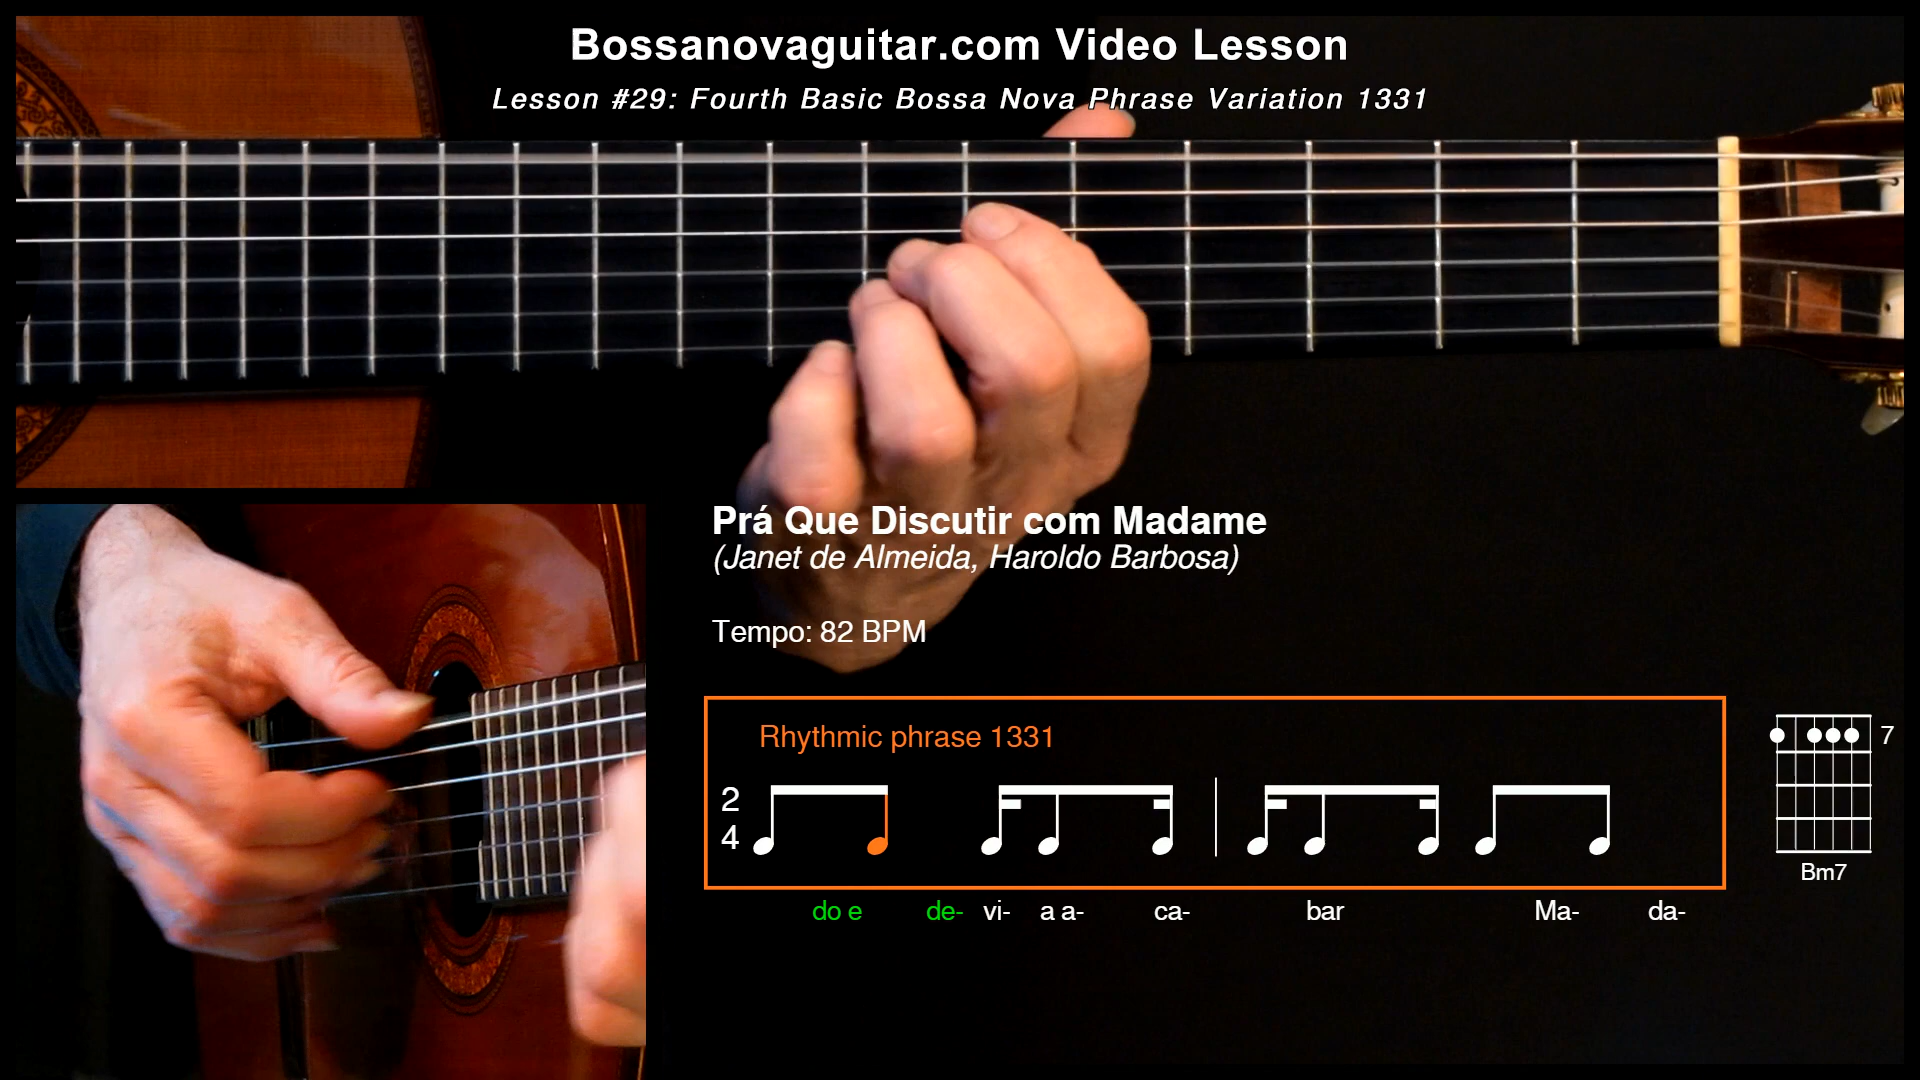 Bossanovaguitar.com Video Lesson
Lesson #29: Fourth Basic Bossa Nova Phrase Variation 1331
Prá Que Discutir com Madame
(Janet de Almeida, Haroldo Barbosa)
Tempo: 82 BPM
Rhythmic phrase 1331
2
4
7
Bm7
do e de- vi- a a- ca- bar Ma- da-